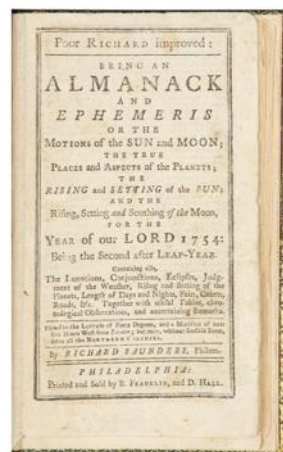 Poor RICHARD improved:
BEING AN
ALMANACK
AND
EPHEMERIS
OF THE
MOTIONS of the SUN and MOON;
THE TRUE
PLACES and ASPECTS of the PLANETS;
THE
RISING and SETTING of the SUN;
AND THE
Rising, Setting and Southing of the Moon,
FOR THE
YEAR of our LORD 1754:
Being the Second after LEAP-YEAR.
Containing also,
The Lunations, Conjunctions, Eclipses, Judg-
ment of the Weather, Rising and Setting of the
Planets, Length of Days and Nights, Fairs, Courts,
Roads, &c. Together with useful Tables, chro-
nological Observations, and entertaining Remarks.
Fitted to the Latitude of Forty Degrees, and a Meridian of near
Five Hours West from London; but may, without sensible Error,
serve all the NORTHERN COLONIES.
By RICHARD SAUNDERS, Philom.
PHILADELPHIA:
Printed and Sold by B. FRANKLIN, and D. HALL.